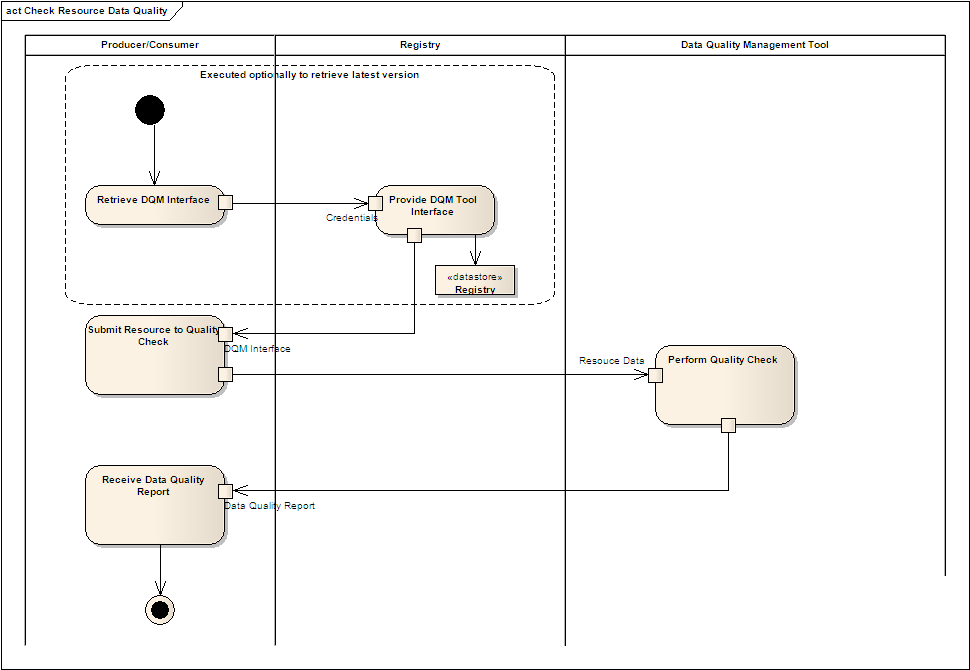 act Check Resource Data Quality
Producer/Consumer
Registry
Data Quality Management Tool
Executed optionally to retrieve latest version
Retrieve DQM Interface
Provide DQM Tool
Interface
Credentials
«datastore»
Registry
Submit Resource to Quality
Check
DQM Interface
Resouce Data
Perform Quality Check
Receive Data Quality
Report
Data Quality Report